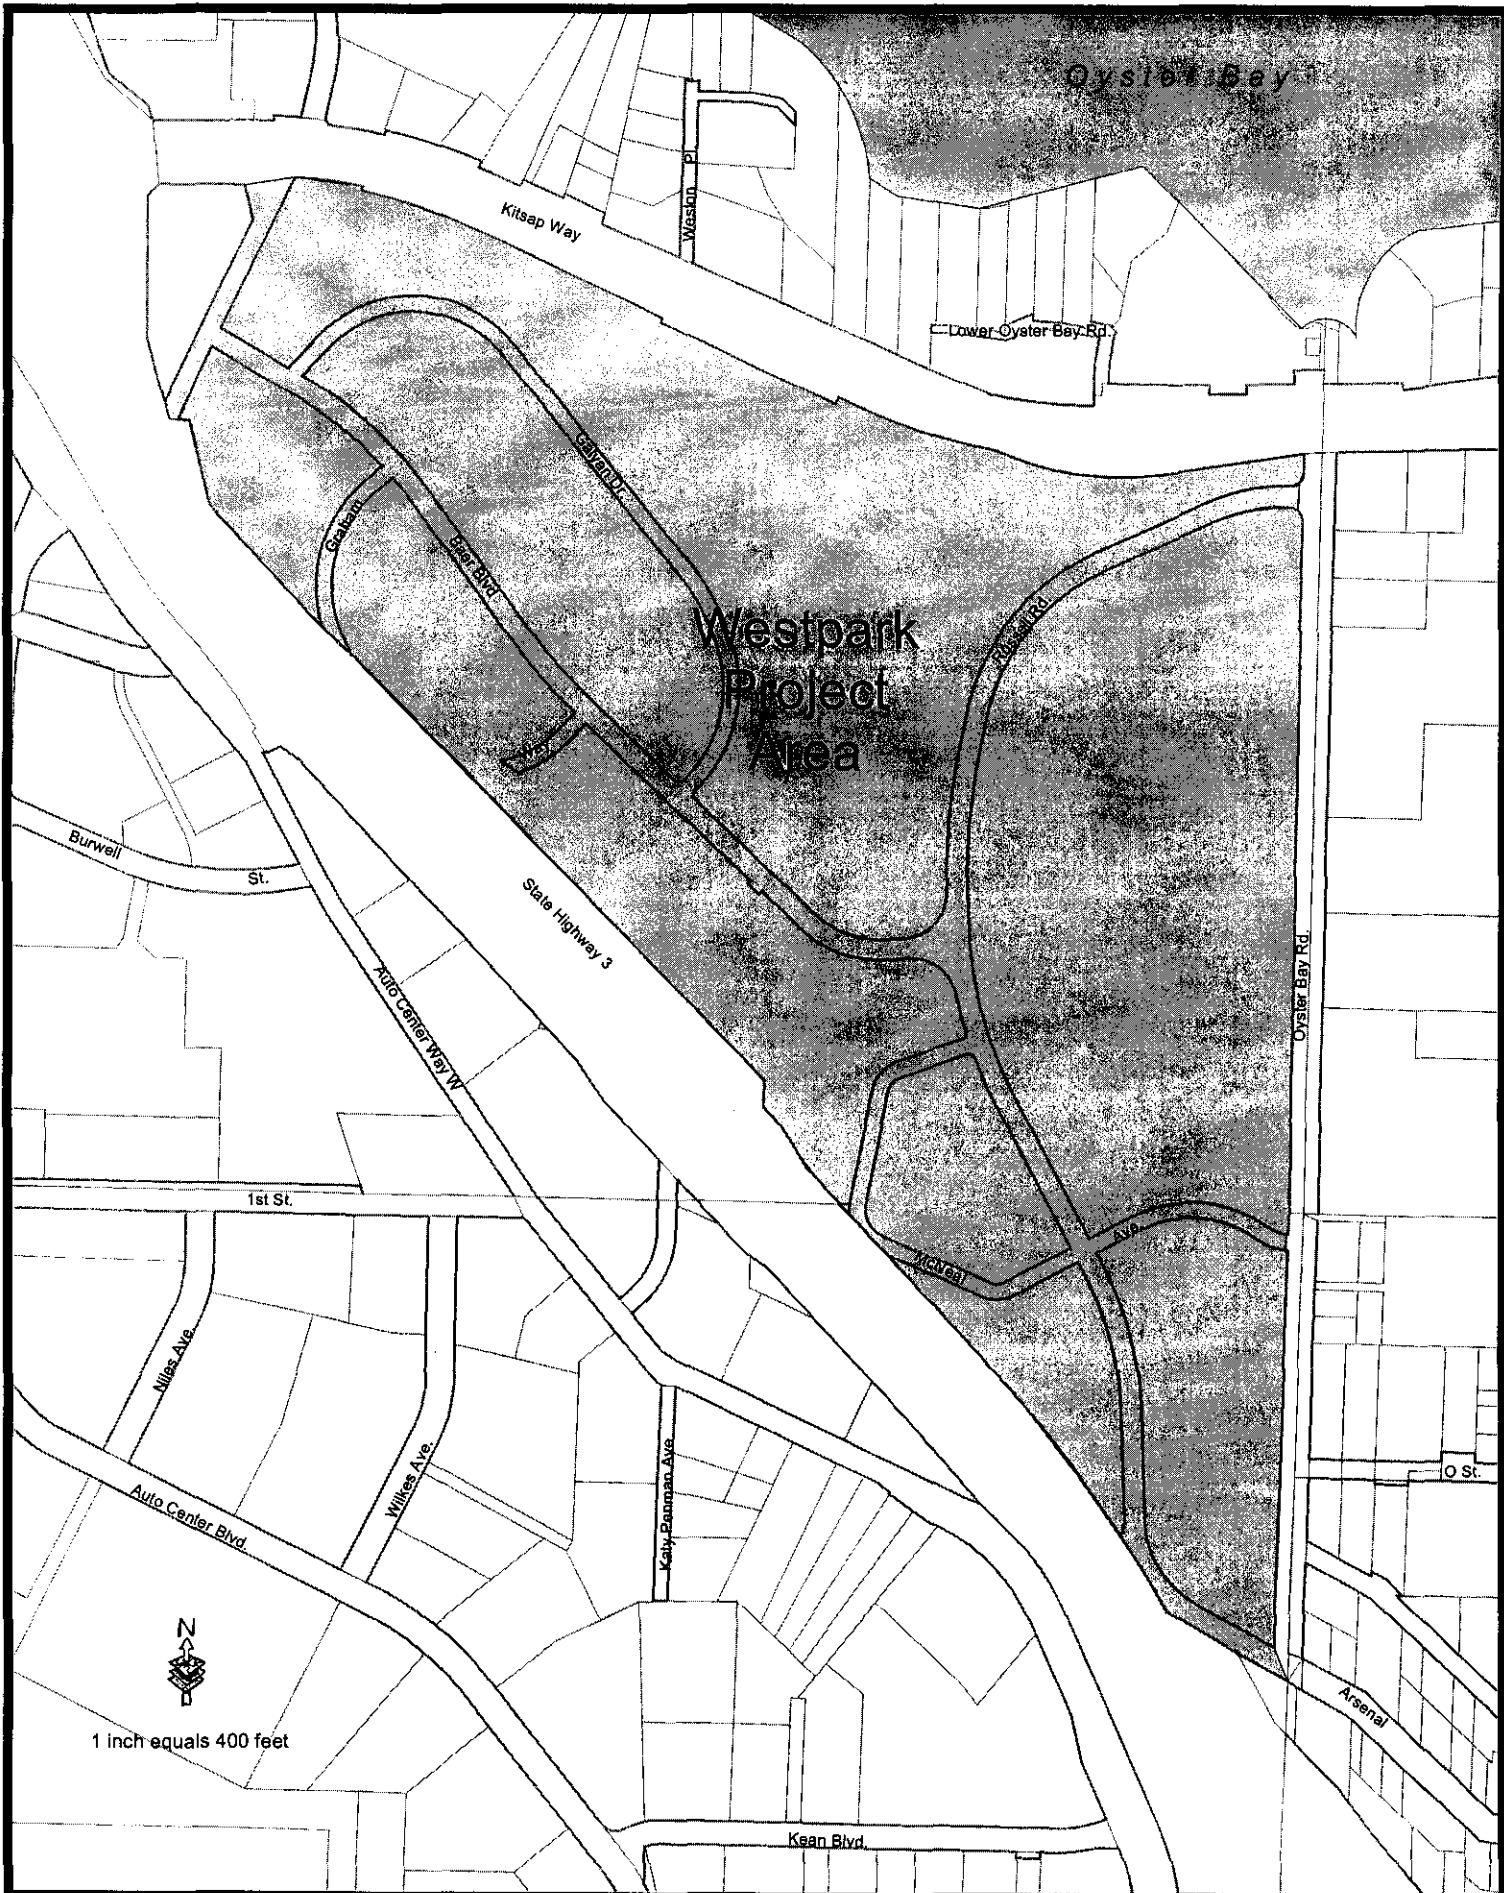 Oyster Bay
Weston Pl
Kitsap Way
Lower Oyster Bay Rd.
Galyan Dr.
Graham
Baer Blvd
Russell Rd.
Westpark
Project
Area
Way
Burwell
St.
State Highway 3
Auto Center Way W
Oyster Bay Rd.
1st St.
McNeal
Ave.
Niles Ave.
Wilkes Ave.
Katy Penman Ave.
O St.
Auto Center Blvd.
N
1 inch equals 400 feet
Arsenal
Kean Blvd.